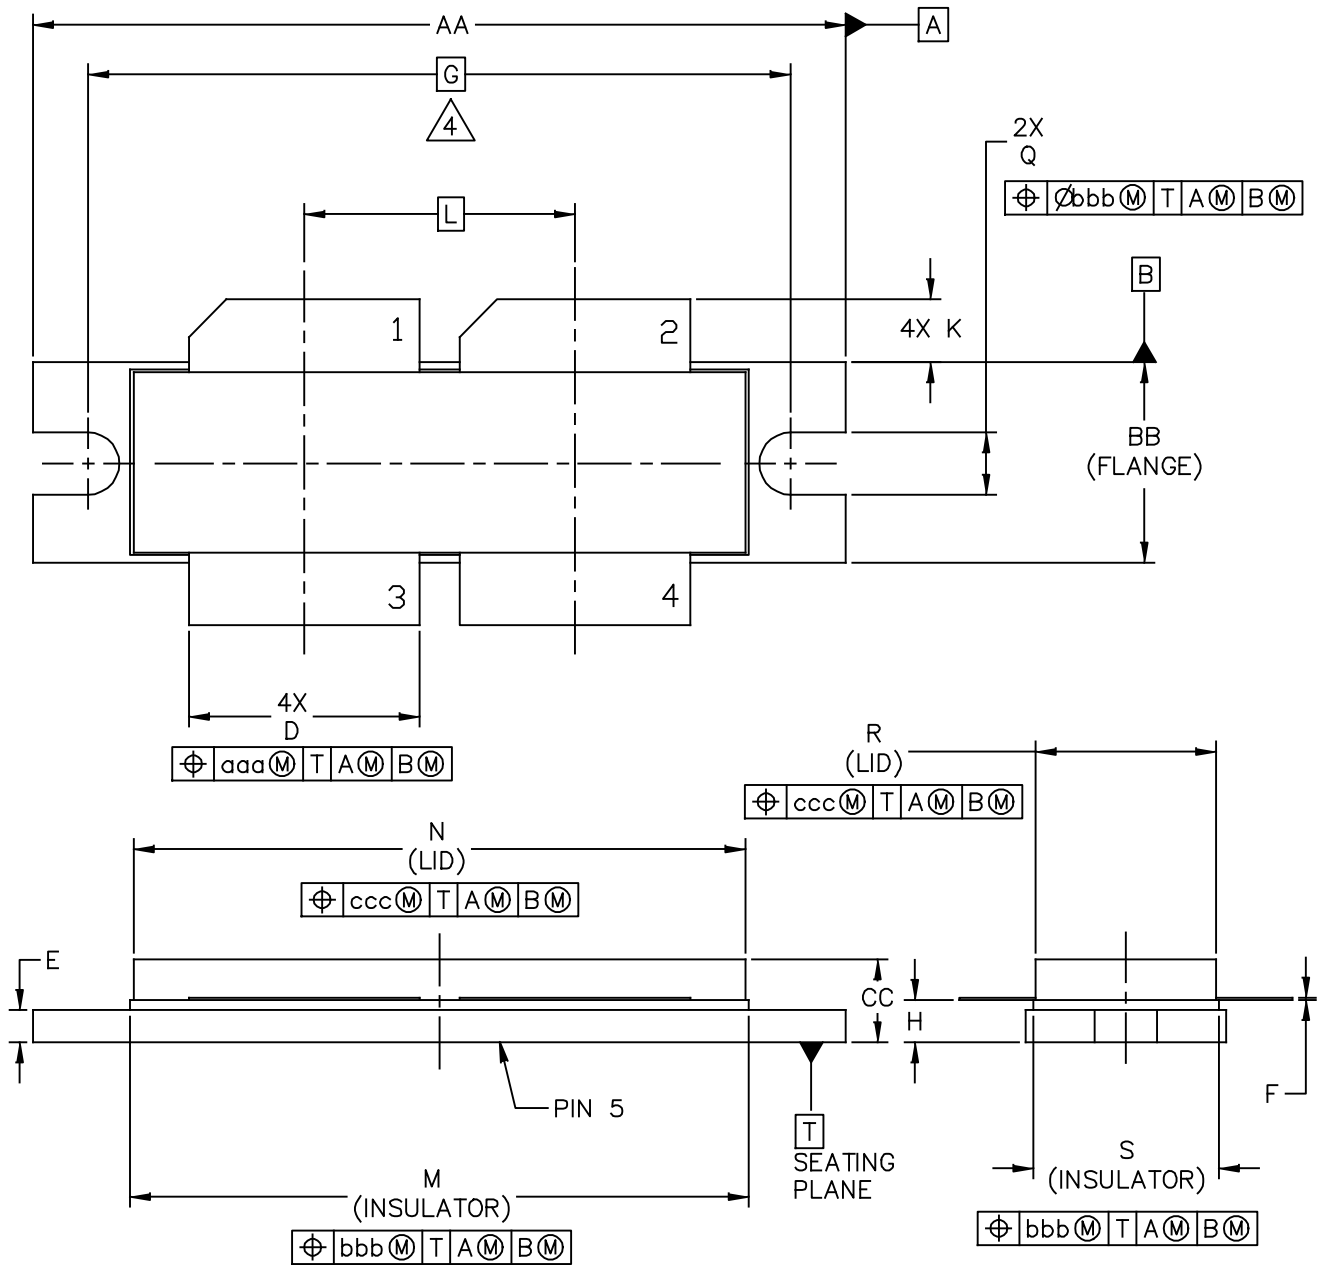 AA
A
G
4
2X
Q
⌖ Øbbb Ⓜ T A Ⓜ B Ⓜ
L
B
1
2
4X K
BB
(FLANGE)
3
4
4X
D
⌖ aaa Ⓜ T A Ⓜ B Ⓜ
R
(LID)
⌖ ccc Ⓜ T A Ⓜ B Ⓜ
N
(LID)
⌖ ccc Ⓜ T A Ⓜ B Ⓜ
E
CC
H
F
PIN 5
T
SEATING
PLANE
M
(INSULATOR)
⌖ bbb Ⓜ T A Ⓜ B Ⓜ
S
(INSULATOR)
⌖ bbb Ⓜ T A Ⓜ B Ⓜ